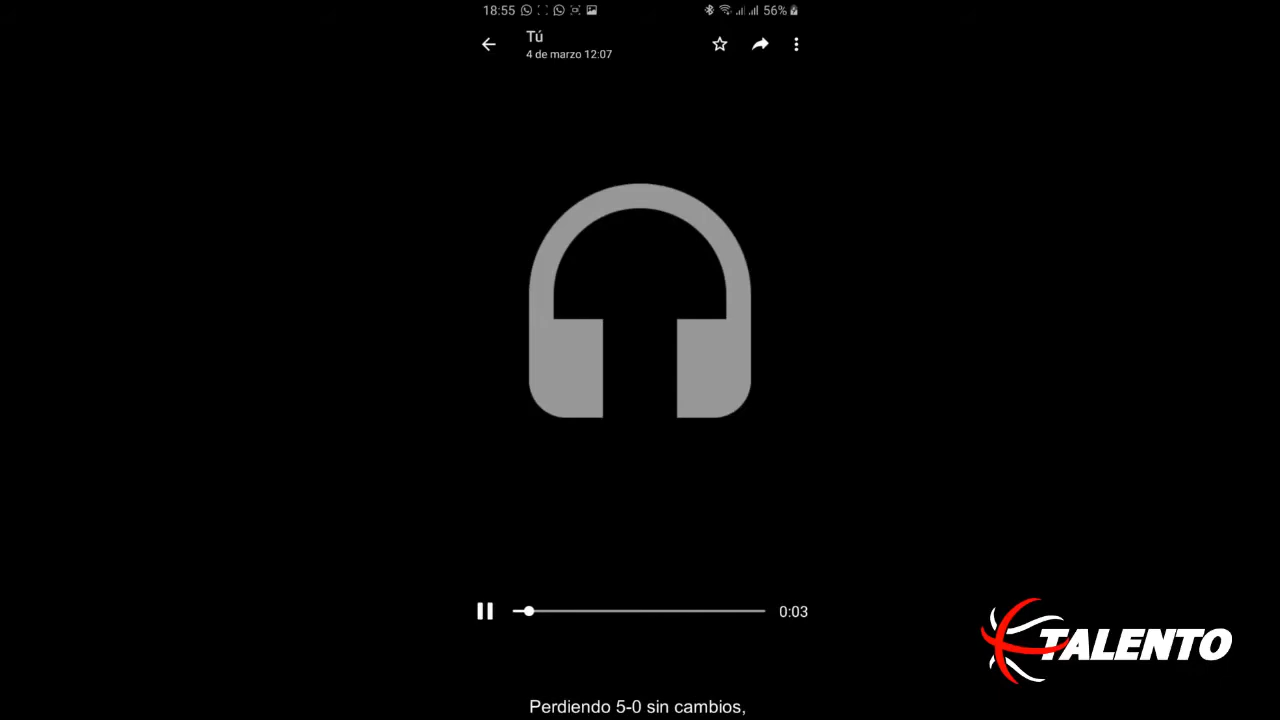 18:55
56%
Tú
4 de marzo 12:07
0:03
TALENTO
Perdiendo 5-0 sin cambios,